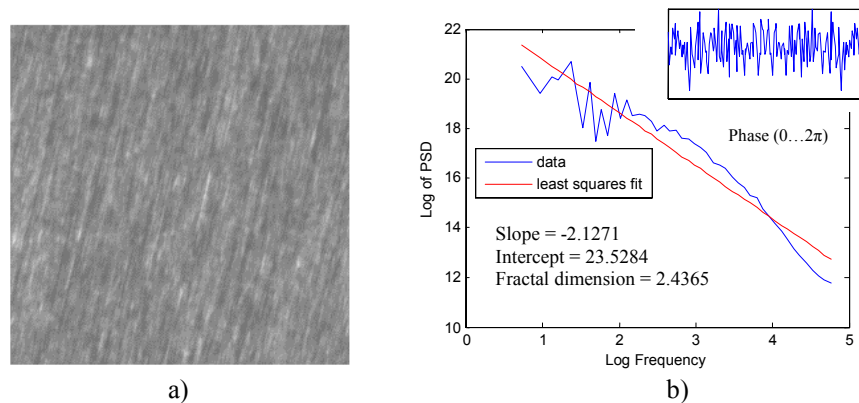 22
20
18
16
14
12
10
Log of PSD
0
1
2
3
4
5
Log Frequency
data
least squares fit
Phase (0…2π)
Slope = -2.1271
Intercept = 23.5284
Fractal dimension = 2.4365
a)
b)